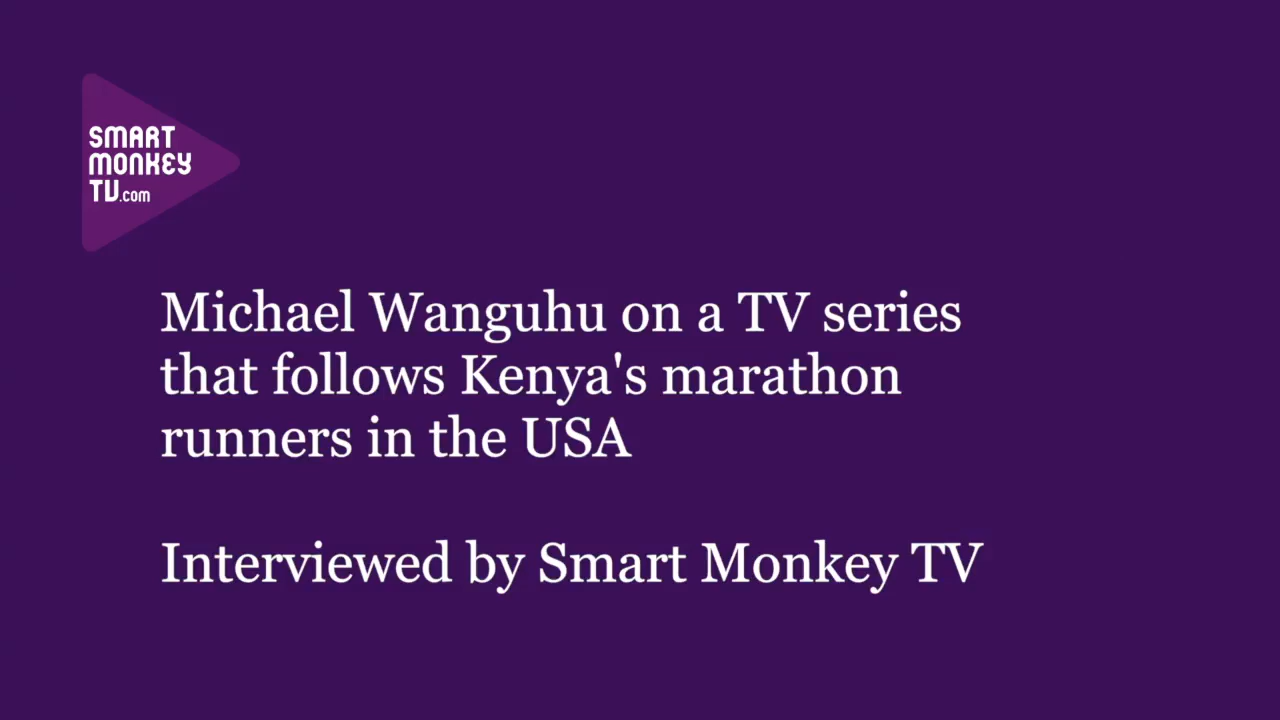 SMART
MONKEY
TV.com
Michael Wanguhu on a TV series
that follows Kenya's marathon
runners in the USA
Interviewed by Smart Monkey TV